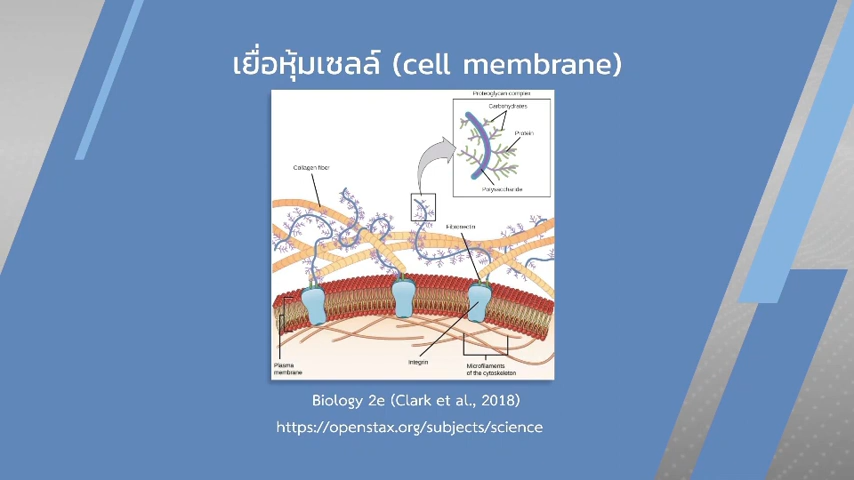 เยื่อหุ้มเซลล์ (cell membrane)
Proteoglycan complex
Carbohydrates
Protein
Polysaccharide
Collagen fiber
Fibronectin
Integrin
Plasma
membrane
Microfilaments
of the cytoskeleton
Biology 2e (Clark et al., 2018)
https://openstax.org/subjects/science